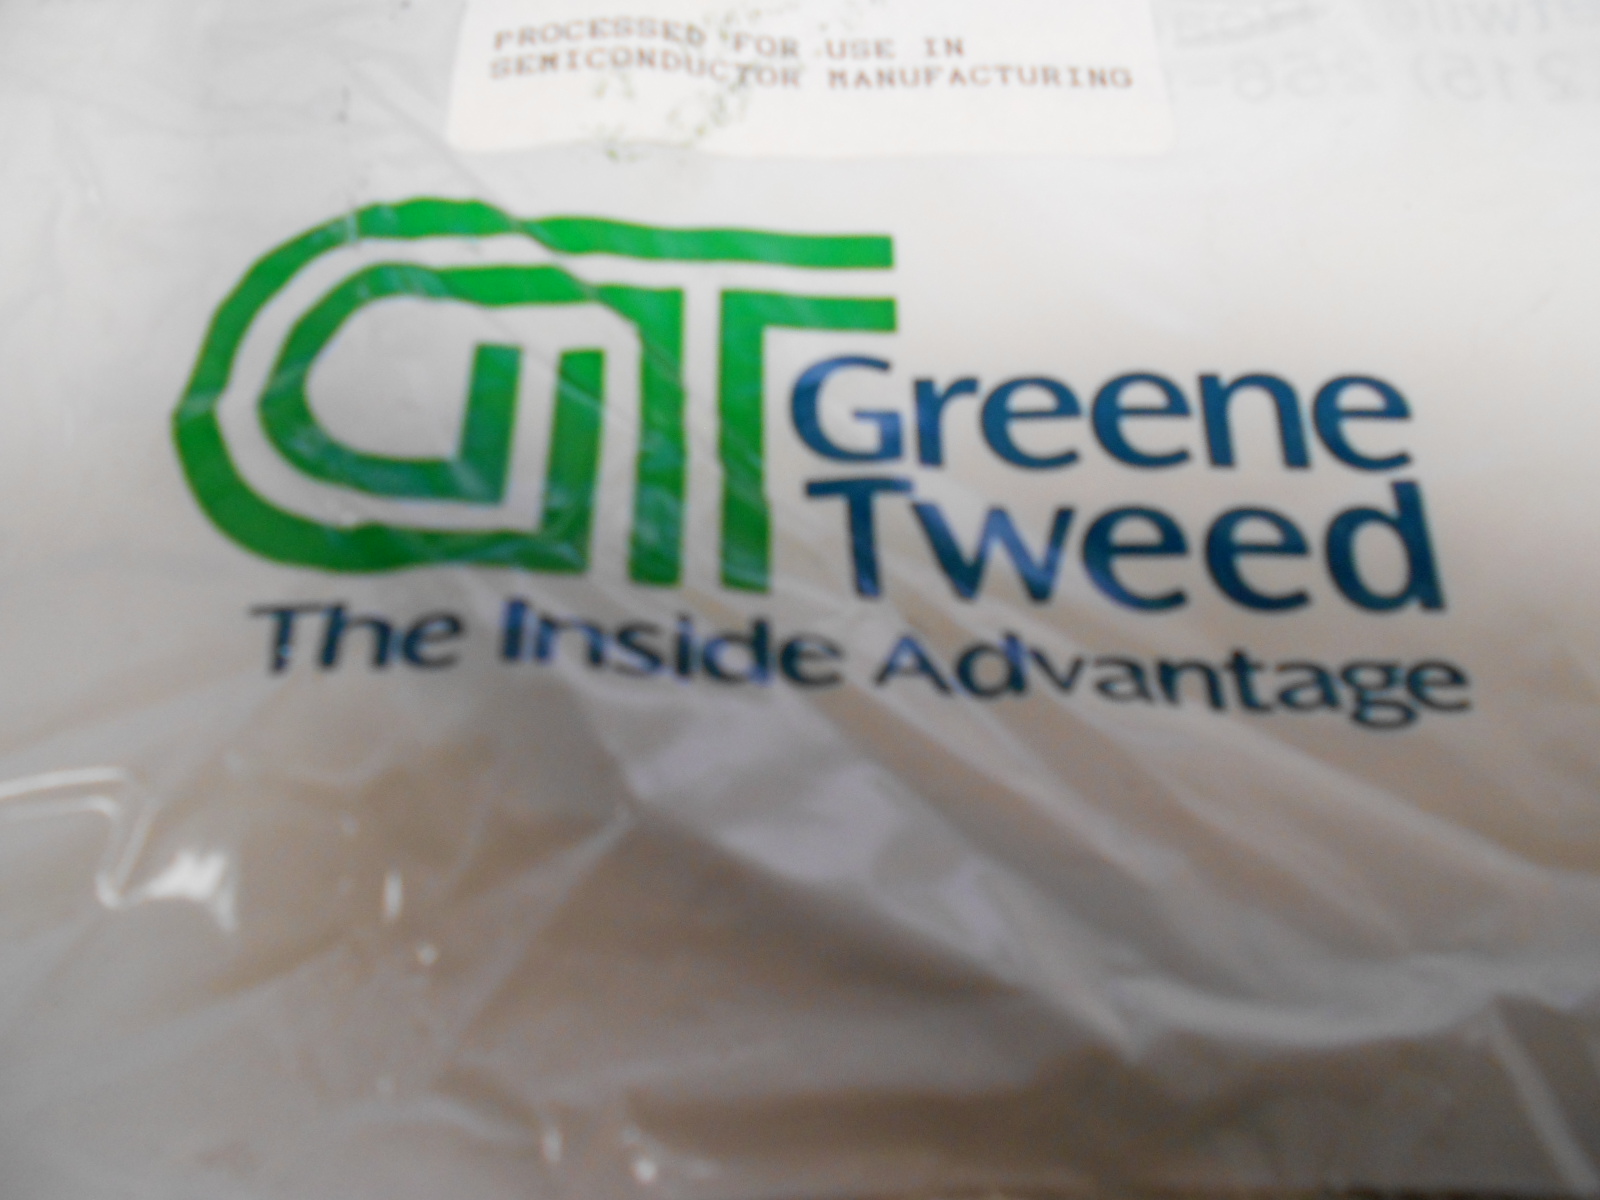 PROCESSED FOR USE IN
SEMICONDUCTOR MANUFACTURING
GT
Greene
Tweed
The Inside Advantage